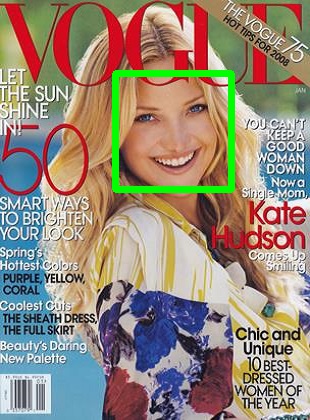 VOGUE
THE VOGUE 75
HOT TIPS FOR 2008
JAN
LET
THE SUN
SHINE
IN!
50
SMART WAYS
TO BRIGHTEN
YOUR LOOK
Spring's
Hottest Colors
PURPLE, YELLOW,
CORAL
Coolest Cuts
THE SHEATH DRESS,
THE FULL SKIRT
Beauty's Daring
New Palette
YOU CAN'T
KEEP A
GOOD
WOMAN
DOWN
Now a
Single Mom,
Kate
Hudson
Comes Up
Smiling
Chic and
Unique
10 BEST-
DRESSED
WOMEN OF
THE YEAR